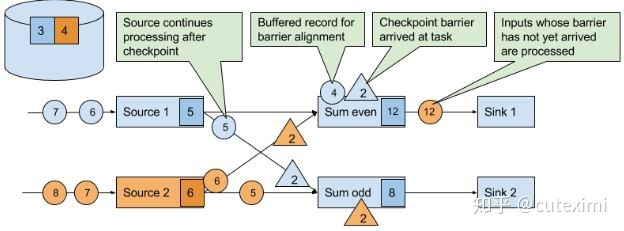 Source continues
processing after
checkpoint
Buffered record for
barrier alignment
Checkpoint barrier
arrived at task
Inputs whose barrier
has not yet arrived
are processed
3 4
4
2
7 6 Source 1 5
5
Sum even 12
12
Sink 1
2
2
6
8 7 Source 2 6
5
Sum odd 8
2
Sink 2
知乎 @cuteximi